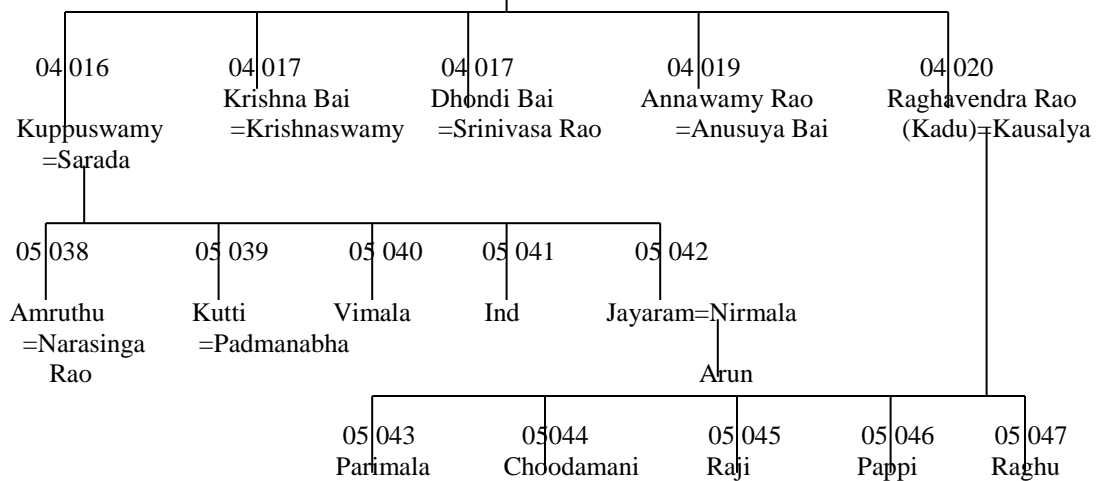 04 016 04 017 04 017 04 019 04 020
Krishna Bai Dhondi Bai Annawamy Rao Raghavendra Rao
Kuppuswamy =Krishnaswamy =Srinivasa Rao =Anusuya Bai (Kadu)=Kausalya
=Sarada
05 038 05 039 05 040 05 041 05 042
Amruthu Kutti Vimala Ind Jayaram=Nirmala
=Narasinga =Padmanabha
Rao Arun
05 043 05044 05 045 05 046 05 047
Parimala Choodamani Raji Pappi Raghu